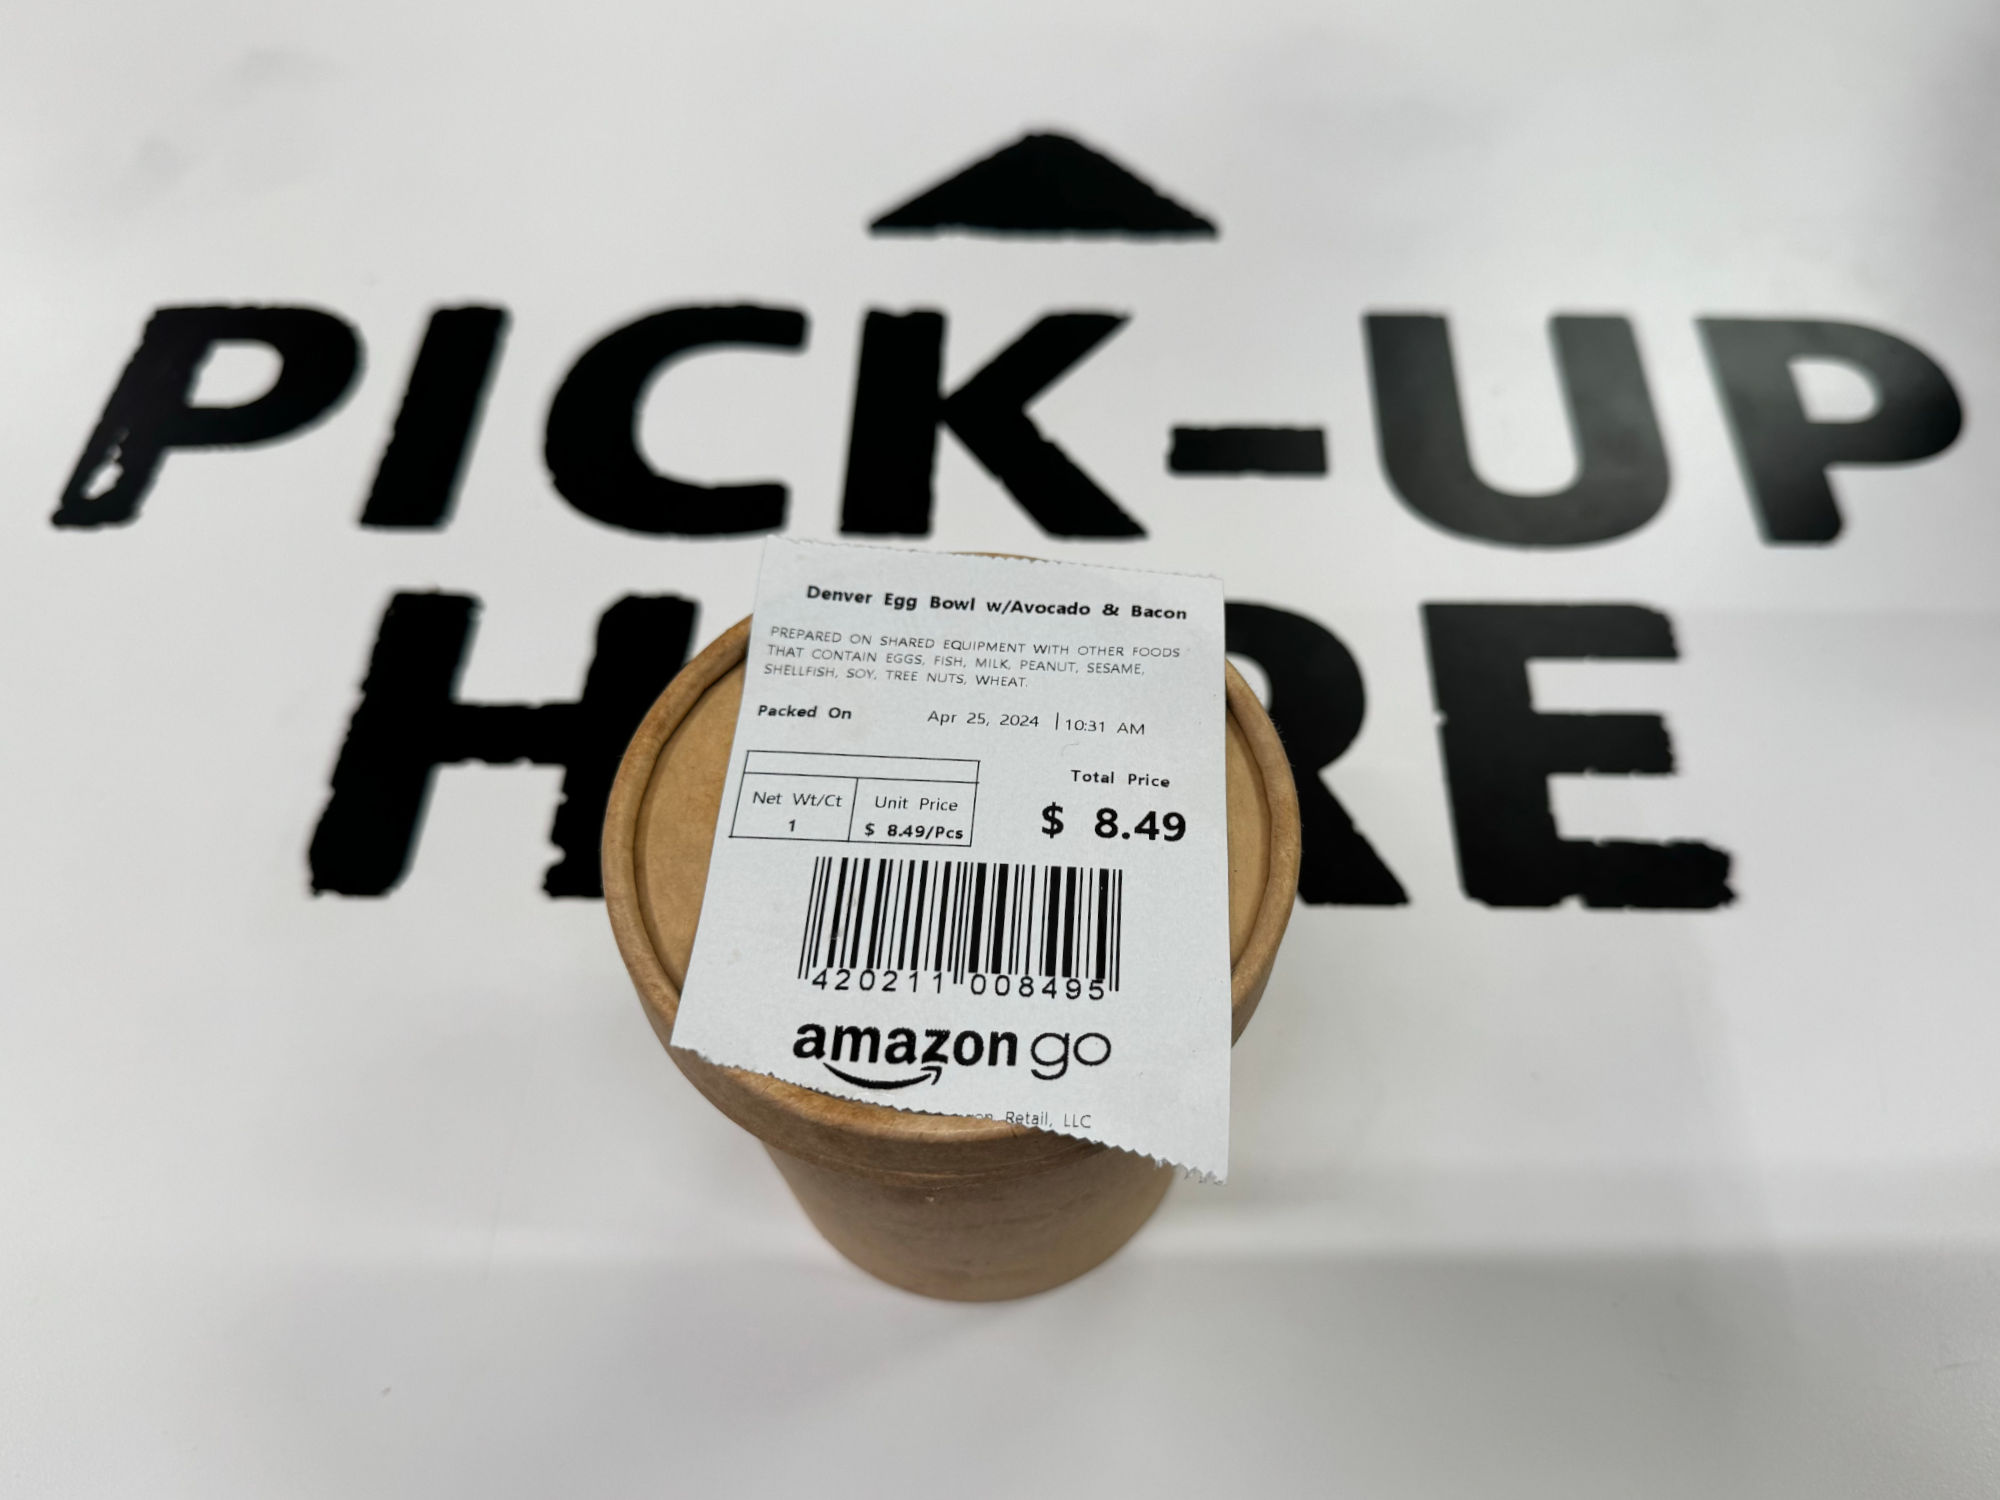 PICK-UP
HERE
Denver Egg Bowl w/Avocado & Bacon
PREPARED ON SHARED EQUIPMENT WITH OTHER FOODS
THAT CONTAIN EGGS, FISH, MILK, PEANUT, SESAME,
SHELLFISH, SOY, TREE NUTS, WHEAT.
Packed On Apr 25, 2024 | 10:31 AM
Total Price
$ 8.49
Net Wt/Ct Unit Price
1 $ 8.49/Pcs
420211 008495
amazon go
Retail, LLC